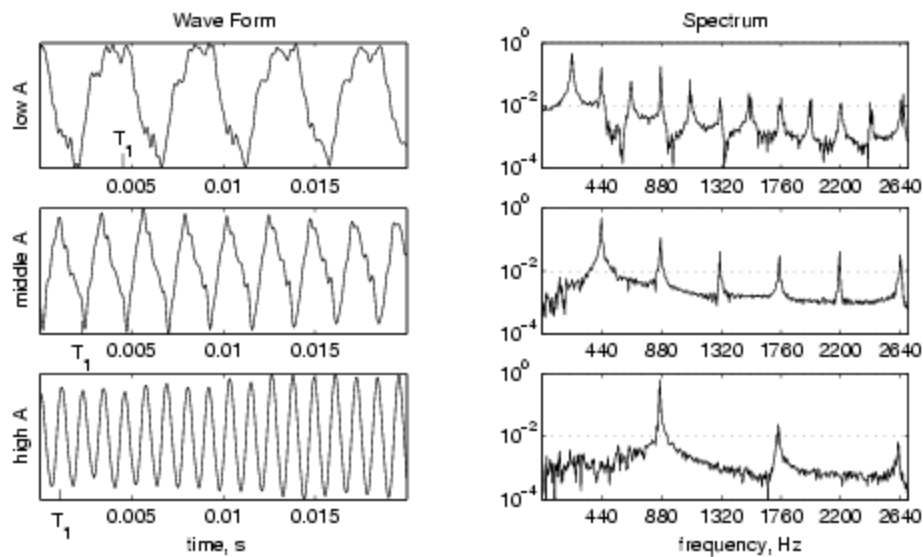 Wave Form
Spectrum
low A
T1
0.005 0.01 0.015
10^0
10^-2
10^-4
440 880 1320 1760 2200 2640
middle A
T1
0.005 0.01 0.015
10^0
10^-2
10^-4
440 880 1320 1760 2200 2640
high A
T1
0.005 0.01 0.015
time, s
10^0
10^-2
10^-4
440 880 1320 1760 2200 2640
frequency, Hz